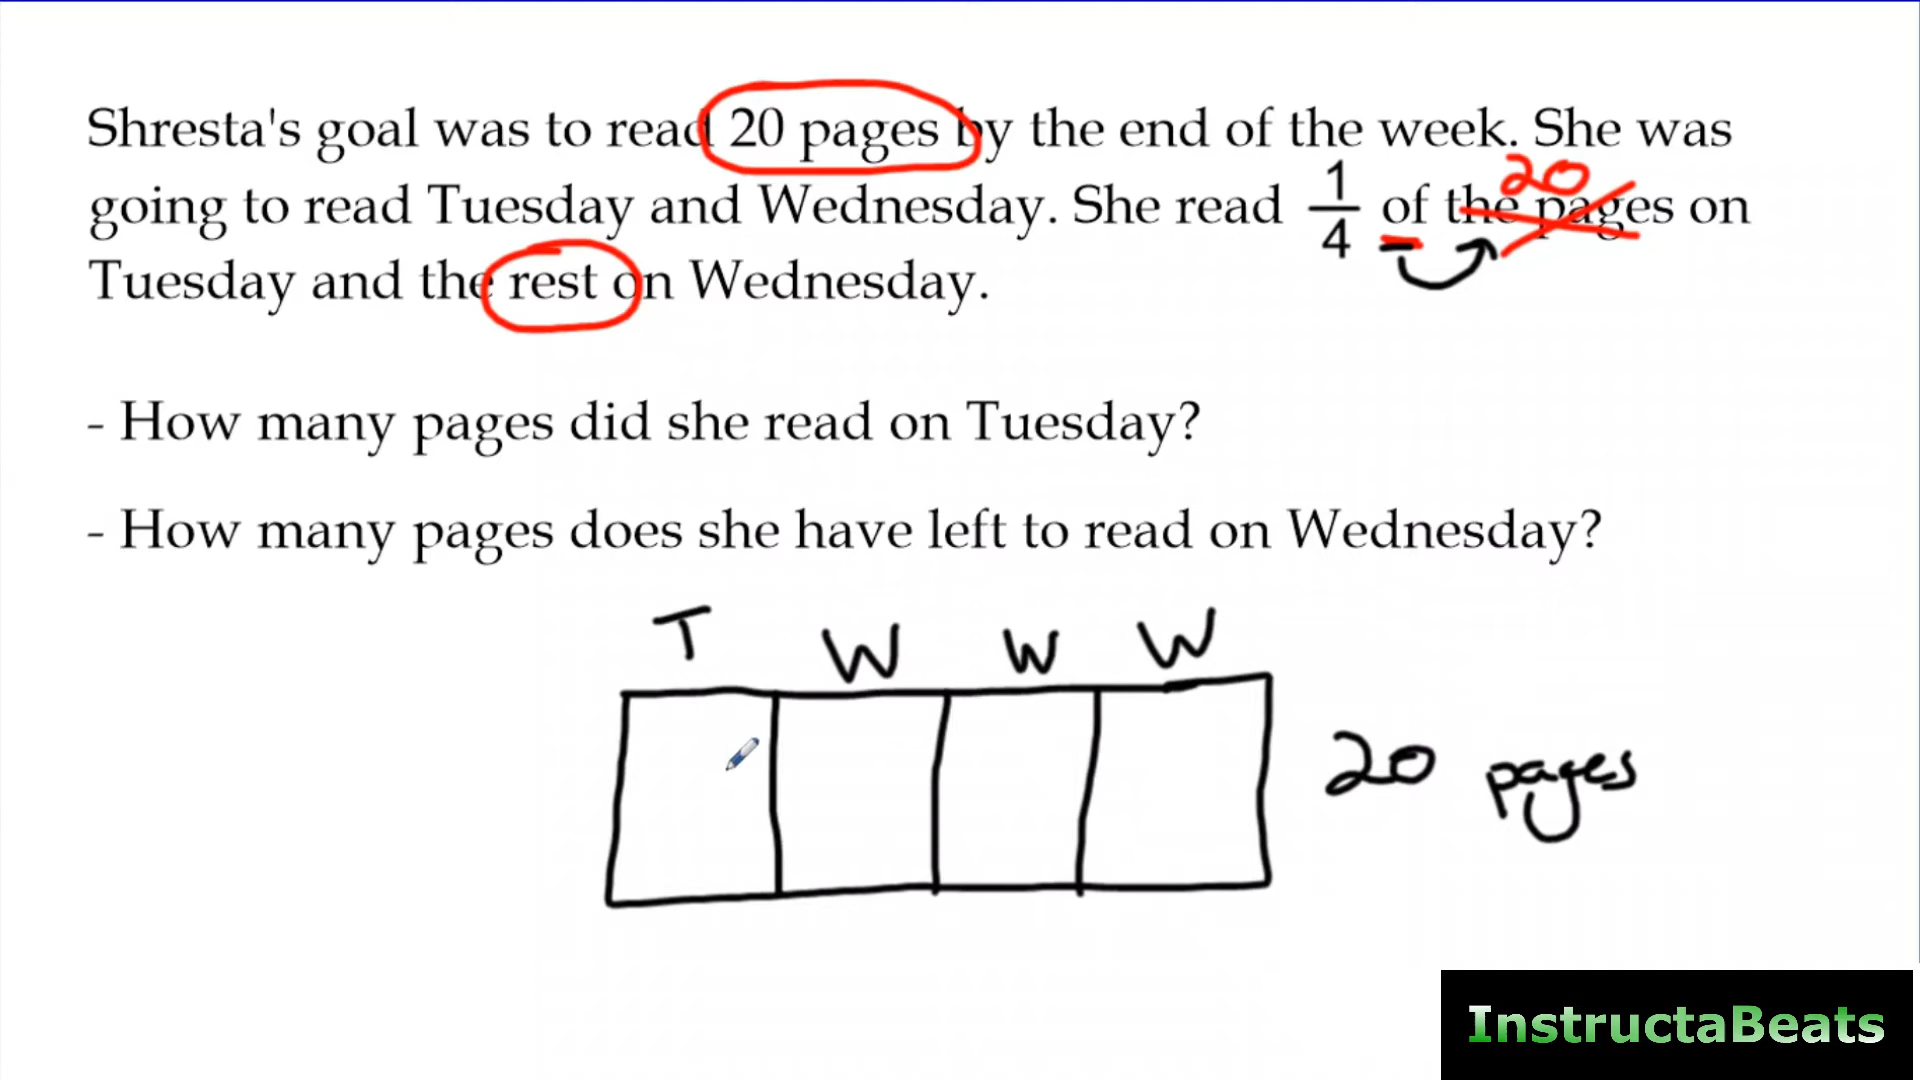 Shresta's goal was to read 20 pages by the end of the week. She was
going to read Tuesday and Wednesday. She read 1/4 of the pages on
20
Tuesday and the rest on Wednesday.
- How many pages did she read on Tuesday?
- How many pages does she have left to read on Wednesday?
T W W W
20 pages
InstructaBeats